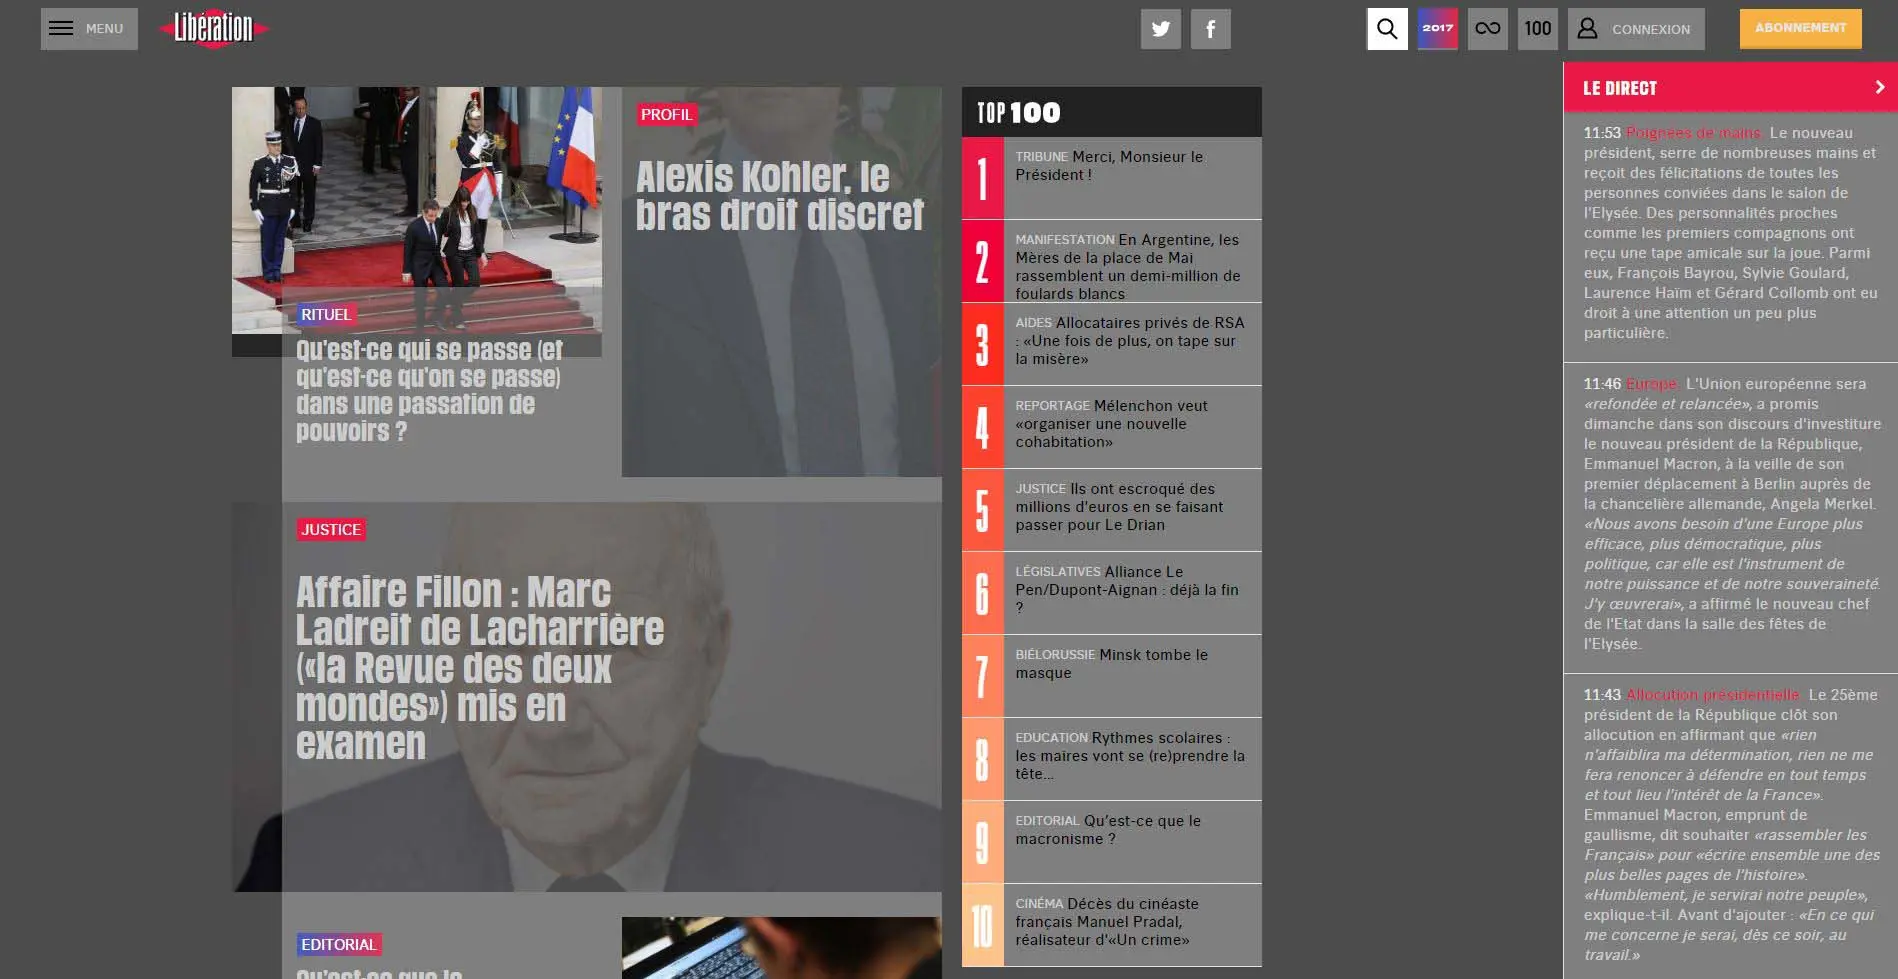 MENU
Libération
2017
100
CONNEXION
ABONNEMENT
RITUEL
Qu'est-ce qui se passe (et
qu'est-ce qu'on se passe)
dans une passation de
pouvoirs ?
PROFIL
Alexis Kohler, le
bras droit discret
JUSTICE
Affaire Fillon : Marc
Ladreit de Lacharrière
(«la Revue des deux
mondes») mis en
examen
EDITORIAL
Qu'est-ce que le
TOP 100
1
TRIBUNE Merci, Monsieur le
Président !
2
MANIFESTATION En Argentine, les
Mères de la place de Mai
rassemblent un demi-million de
foulards blancs
3
AIDES Allocataires privés de RSA
: «Une fois de plus, on tape sur
la misère»
4
REPORTAGE Mélenchon veut
«organiser une nouvelle
cohabitation»
5
JUSTICE Ils ont escroqué des
millions d'euros en se faisant
passer pour Le Drian
6
LÉGISLATIVES Alliance Le
Pen/Dupont-Aignan : déjà la fin
?
7
BIÉLORUSSIE Minsk tombe le
masque
8
EDUCATION Rythmes scolaires :
les maires vont se (re)prendre la
tête...
9
EDITORIAL Qu'est-ce que le
macronisme ?
10
CINÉMA Décès du cinéaste
français Manuel Pradal,
réalisateur d'«Un crime»
LE DIRECT
11:53 Poignées de mains. Le nouveau
président, serre de nombreuses mains et
reçoit des félicitations de toutes les
personnes conviées dans le salon de
l'Elysée. Des personnalités proches
comme les premiers compagnons ont
reçu une tape amicale sur la joue. Parmi
eux, François Bayrou, Sylvie Goulard,
Laurence Haïm et Gérard Collomb ont eu
droit à une attention un peu plus
particulière.
11:46 Europe. L'Union européenne sera
«refondée et relancée», a promis
dimanche dans son discours d'investiture
le nouveau président de la République,
Emmanuel Macron, à la veille de son
premier déplacement à Berlin auprès de
la chancelière allemande, Angela Merkel.
«Nous avons besoin d'une Europe plus
efficace, plus démocratique, plus
politique, car elle est l'instrument de
notre puissance et de notre souveraineté.
J'y œuvrerai», a affirmé le nouveau chef
de l'Etat dans la salle des fêtes de
l'Elysée.
11:43 Allocution présidentielle. Le 25ème
président de la République clôt son
allocution en affirmant que «rien
n'affaiblira ma détermination, rien ne me
fera renoncer à défendre en tout temps
et tout lieu l'intérêt de la France».
Emmanuel Macron, emprunt de
gaullisme, dit souhaiter «rassembler les
Français» pour «écrire ensemble une des
plus belles pages de l'histoire».
«Humblement, je servirai notre peuple»,
explique-t-il. Avant d'ajouter : «En ce qui
me concerne je serai, dès ce soir, au
travail.»